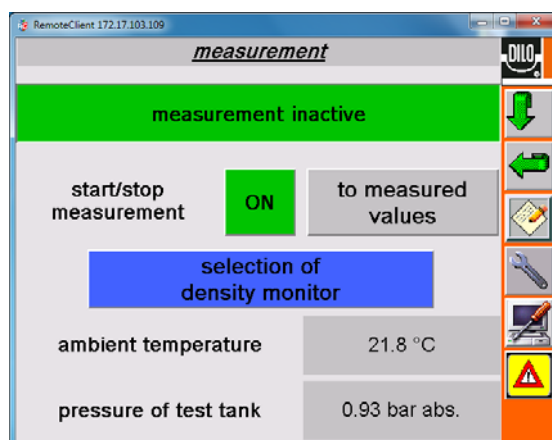 RemoteClient 172.17.103.109
measurement
DILO
measurement inactive
start/stop
measurement
ON
to measured
values
selection of
density monitor
ambient temperature
21.8 °C
pressure of test tank
0.93 bar abs.